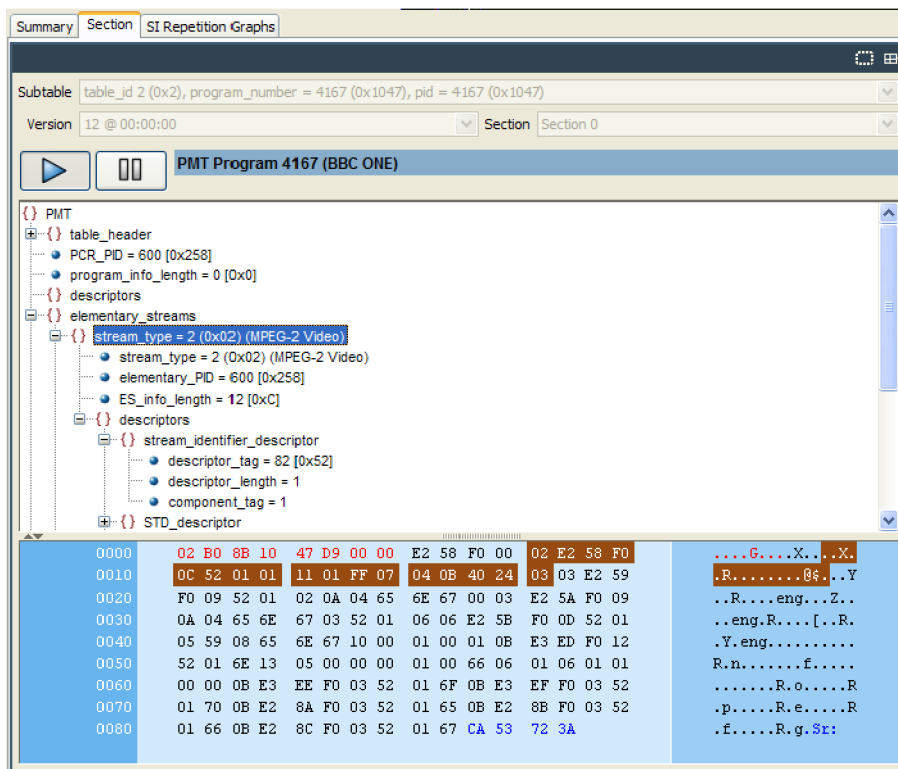 Summary Section SI Repetition Graphs
Subtable table_id 2 (0x2), program_number = 4167 (0x1047), pid = 4167 (0x1047)
Version 12 @ 00:00:00 Section Section 0
PMT Program 4167 (BBC ONE)
{} PMT
{} table_header
PCR_PID = 600 [0x258]
program_info_length = 0 [0x0]
{} descriptors
{} elementary_streams
{} stream_type = 2 (0x02) (MPEG-2 Video)
stream_type = 2 (0x02) (MPEG-2 Video)
elementary_PID = 600 [0x258]
ES_info_length = 12 [0xC]
{} descriptors
{} stream_identifier_descriptor
descriptor_tag = 82 [0x52]
descriptor_length = 1
component_tag = 1
{} STD_descriptor
0000 02 B0 8B 10 47 D9 00 00 E2 58 F0 00 02 E2 58 F0 ....G....X....X.
0010 0C 52 01 01 11 01 FF 07 04 0B 40 24 03 03 E2 59 .R........@$...Y
0020 F0 09 52 01 02 0A 04 65 6E 67 00 03 E2 5A F0 09 ..R....eng...Z..
0030 0A 04 65 6E 67 03 52 01 06 06 E2 5B F0 0D 52 01 ..eng.R....[..R.
0040 05 59 08 65 6E 67 10 00 01 00 01 0B E3 ED F0 12 .Y.eng..........
0050 52 01 6E 13 05 00 00 00 01 00 66 06 01 06 01 01 R.n.......f.....
0060 00 00 0B E3 EE F0 03 52 01 6F 0B E3 EF F0 03 52 .......R.o.....R
0070 01 70 0B E2 8A F0 03 52 01 65 0B E2 8B F0 03 52 .p.....R.e.....R
0080 01 66 0B E2 8C F0 03 52 01 67 CA 53 72 3A .f.....R.g.Sr: